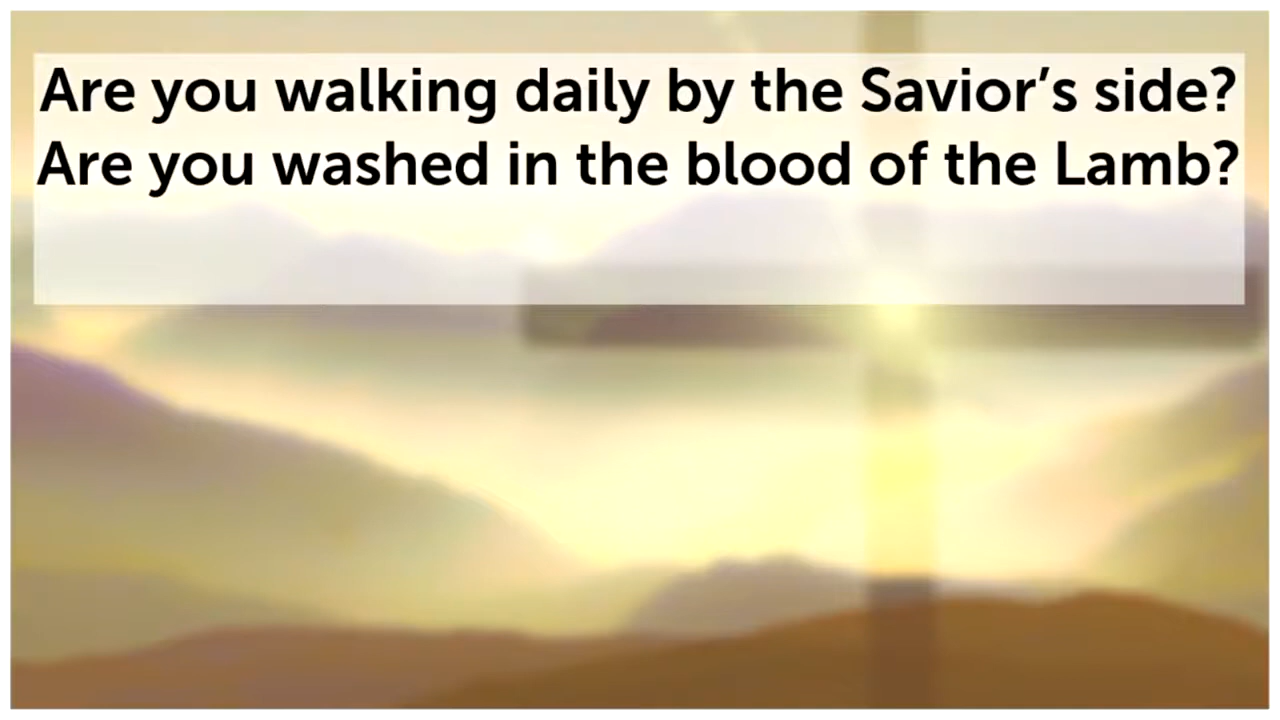 Are you walking daily by the Savior’s side?
Are you washed in the blood of the Lamb?